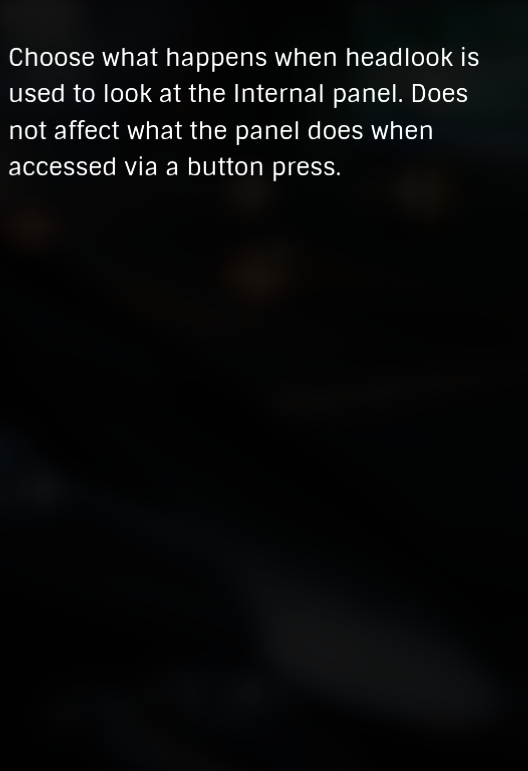 Choose what happens when headlook is
used to look at the Internal panel. Does
not affect what the panel does when
accessed via a button press.